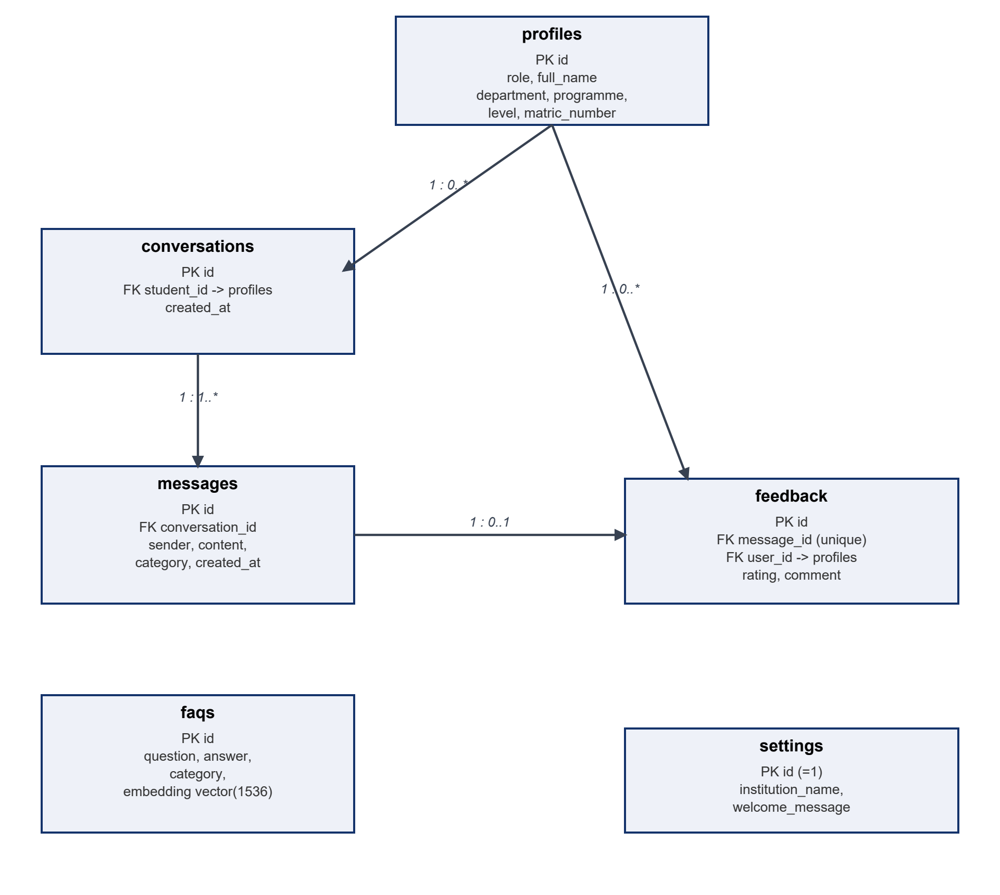 profiles
PK id
role, full_name
department, programme,
level, matric_number
1 : 0..*
1 : 0..*
conversations
PK id
FK student_id -> profiles
created_at
1 : 1..*
messages
PK id
FK conversation_id
sender, content,
category, created_at
1 : 0..1
feedback
PK id
FK message_id (unique)
FK user_id -> profiles
rating, comment
faqs
PK id
question, answer,
category,
embedding vector(1536)
settings
PK id (=1)
institution_name,
welcome_message